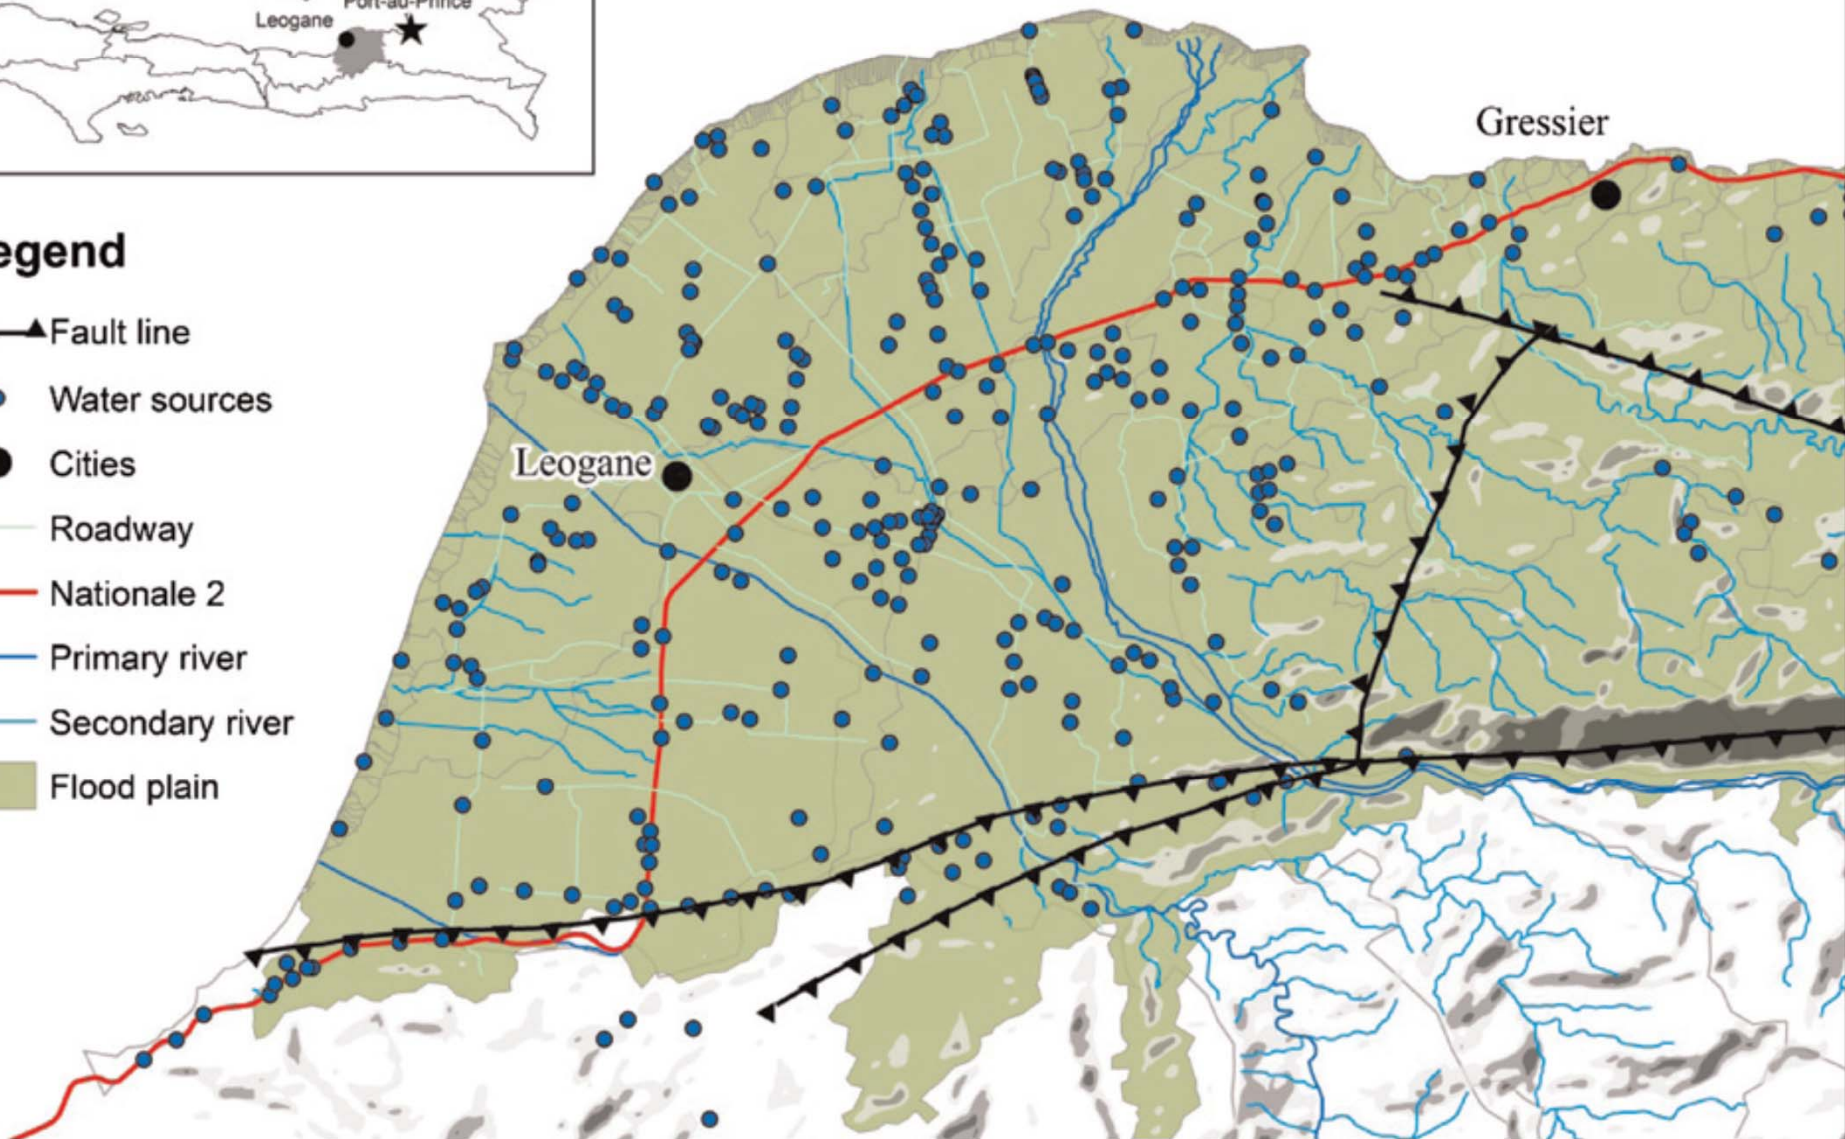 Port-au-Prince
Leogane
Gressier
egend
Fault line
Water sources
Cities
Leogane
Roadway
Nationale 2
Primary river
Secondary river
Flood plain